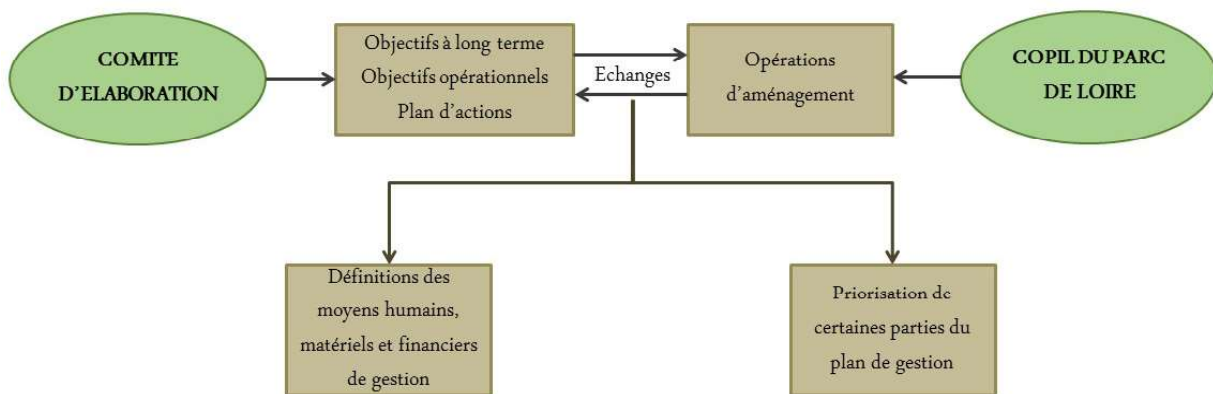 COMITE
D'ELABORATION
Objectifs à long terme
Objectifs opérationnels
Plan d'actions
Echanges
Opérations
d'aménagement
COPIL DU PARC
DE LOIRE
Définitions des
moyens humains,
matériels et financiers
de gestion
Priorisation de
certaines parties du
plan de gestion